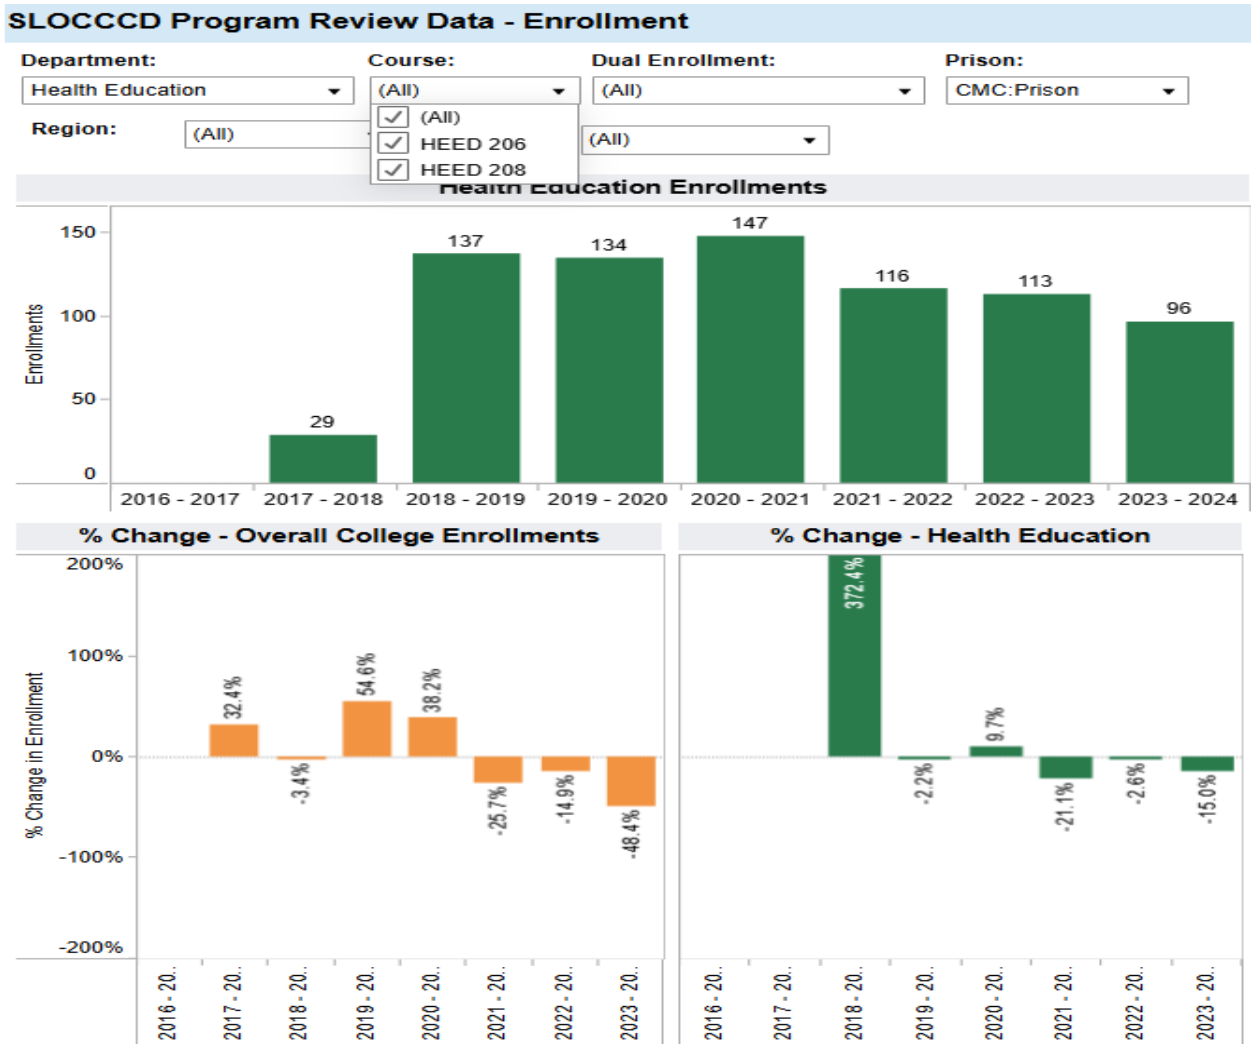 SLOCCCD Program Review Data - Enrollment
Department: Course: Dual Enrollment: Prison:
Health Education (All) (All) CMC:Prison
(All)
HEED 206
HEED 208
Region: (All) (All)
Health Education Enrollments
Enrollments
150
100
50
0
29 137 134 147 116 113 96
2016 - 2017 2017 - 2018 2018 - 2019 2019 - 2020 2020 - 2021 2021 - 2022 2022 - 2023 2023 - 2024
% Change - Overall College Enrollments
% Change in Enrollment
200%
100%
0%
-100%
-200%
32.4% -3.4% 54.6% 38.2% -25.7% -14.9% -48.4%
2016 - 20.. 2017 - 20.. 2018 - 20.. 2019 - 20.. 2020 - 20.. 2021 - 20.. 2022 - 20.. 2023 - 20..
% Change - Health Education
372.4% -2.2% 9.7% -21.1% -2.6% -15.0%
2016 - 20.. 2017 - 20.. 2018 - 20.. 2019 - 20.. 2020 - 20.. 2021 - 20.. 2022 - 20.. 2023 - 20..